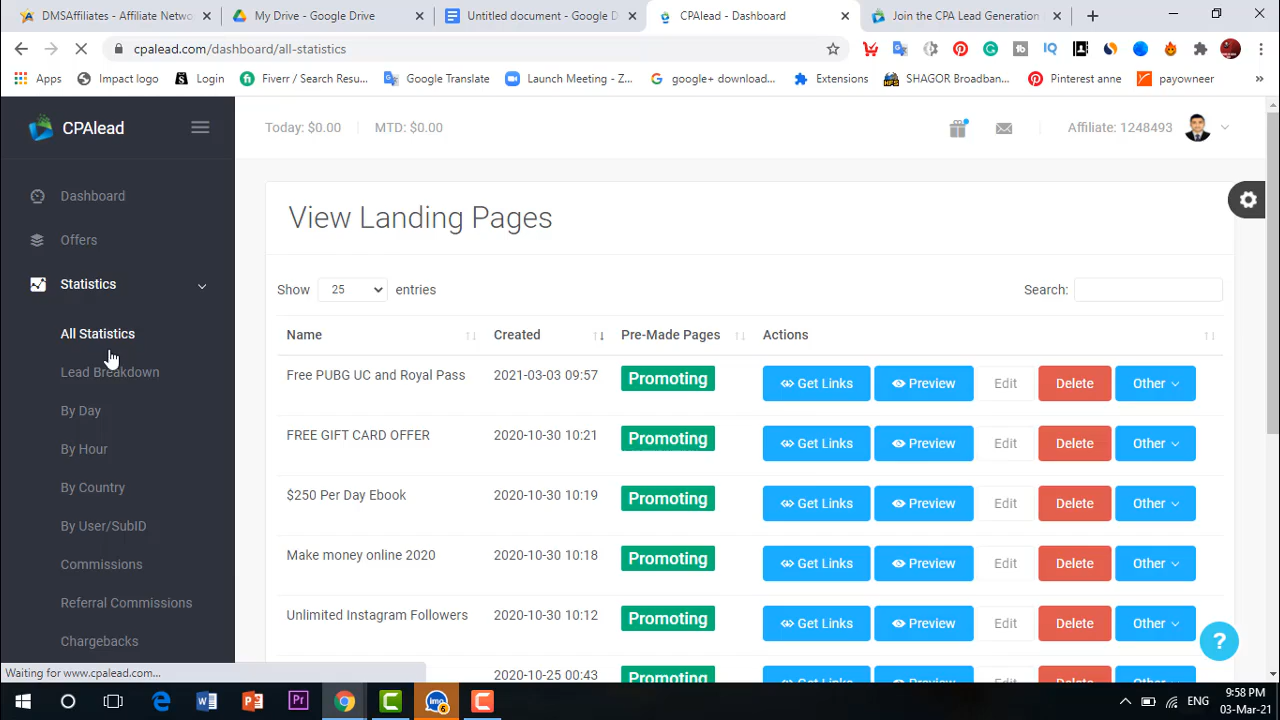 DMSAffiliates - Affiliate Netwo
My Drive - Google Drive
Untitled document - Google D
CPAlead - Dashboard
Join the CPA Lead Generation
cpalead.com/dashboard/all-statistics
Apps
Impact logo
Login
Fiverr / Search Resu...
Google Translate
Launch Meeting - Z...
google+ download...
Extensions
SHAGOR Broadban...
Pinterest anne
payowneer
»
CPAlead
Today: $0.00
MTD: $0.00
Affiliate: 1248493
Dashboard
Offers
Statistics
All Statistics
Lead Breakdown
By Day
By Hour
By Country
By User/SubID
Commissions
Referral Commissions
Chargebacks
View Landing Pages
Show 25 entries
Search:
Name Created Pre-Made Pages Actions
Free PUBG UC and Royal Pass 2021-03-03 09:57 Promoting Get Links Preview Edit Delete Other
FREE GIFT CARD OFFER 2020-10-30 10:21 Promoting Get Links Preview Edit Delete Other
$250 Per Day Ebook 2020-10-30 10:19 Promoting Get Links Preview Edit Delete Other
Make money online 2020 2020-10-30 10:18 Promoting Get Links Preview Edit Delete Other
Unlimited Instagram Followers 2020-10-30 10:12 Promoting Get Links Preview Edit Delete Other
2020-10-25 00:43 Promoting Get Links Preview Edit Delete Other
?
Waiting for www.cpalead.com...
ENG
9:58 PM
03-Mar-21